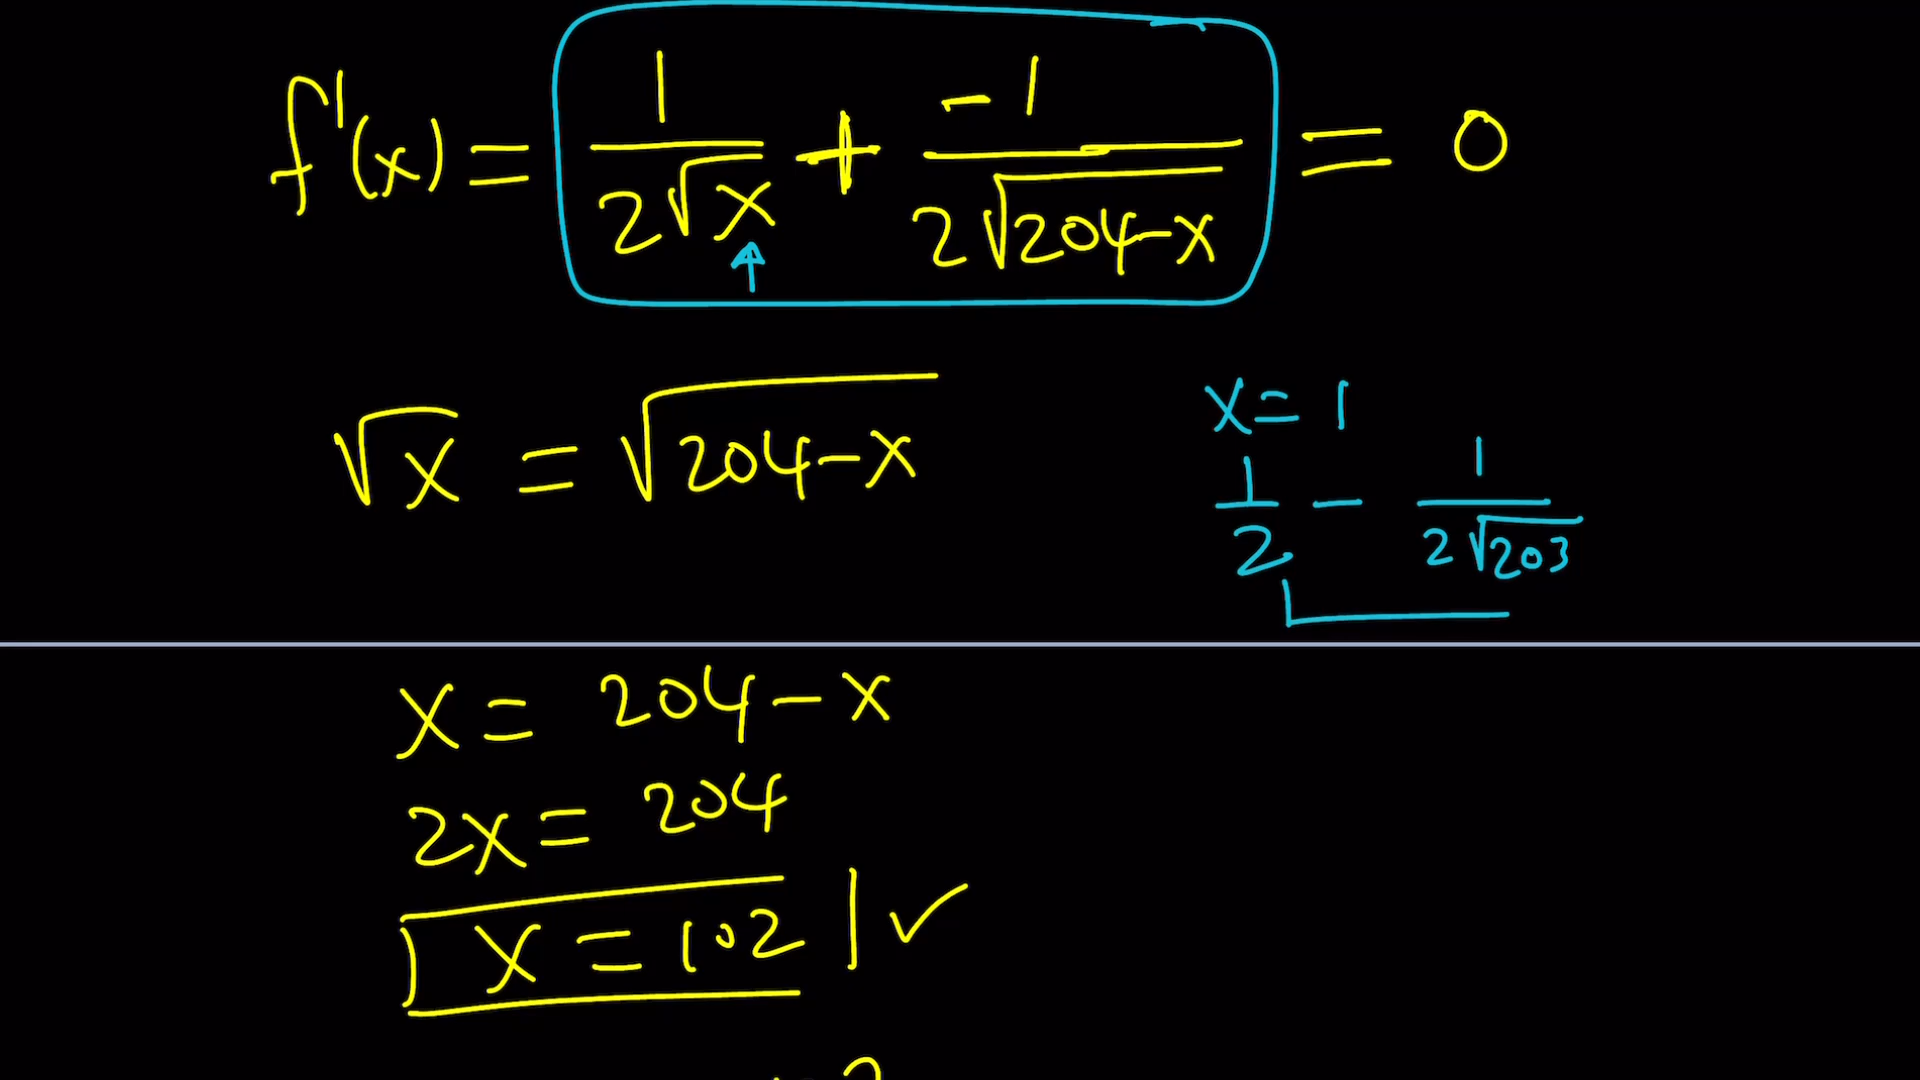 f'(x) = 1/(2√x) + -1/(2√(204-x)) = 0
√x = √(204-x)
x = 1
1/2 - 1/(2√203)
x = 204-x
2x = 204
x = 102 ✓